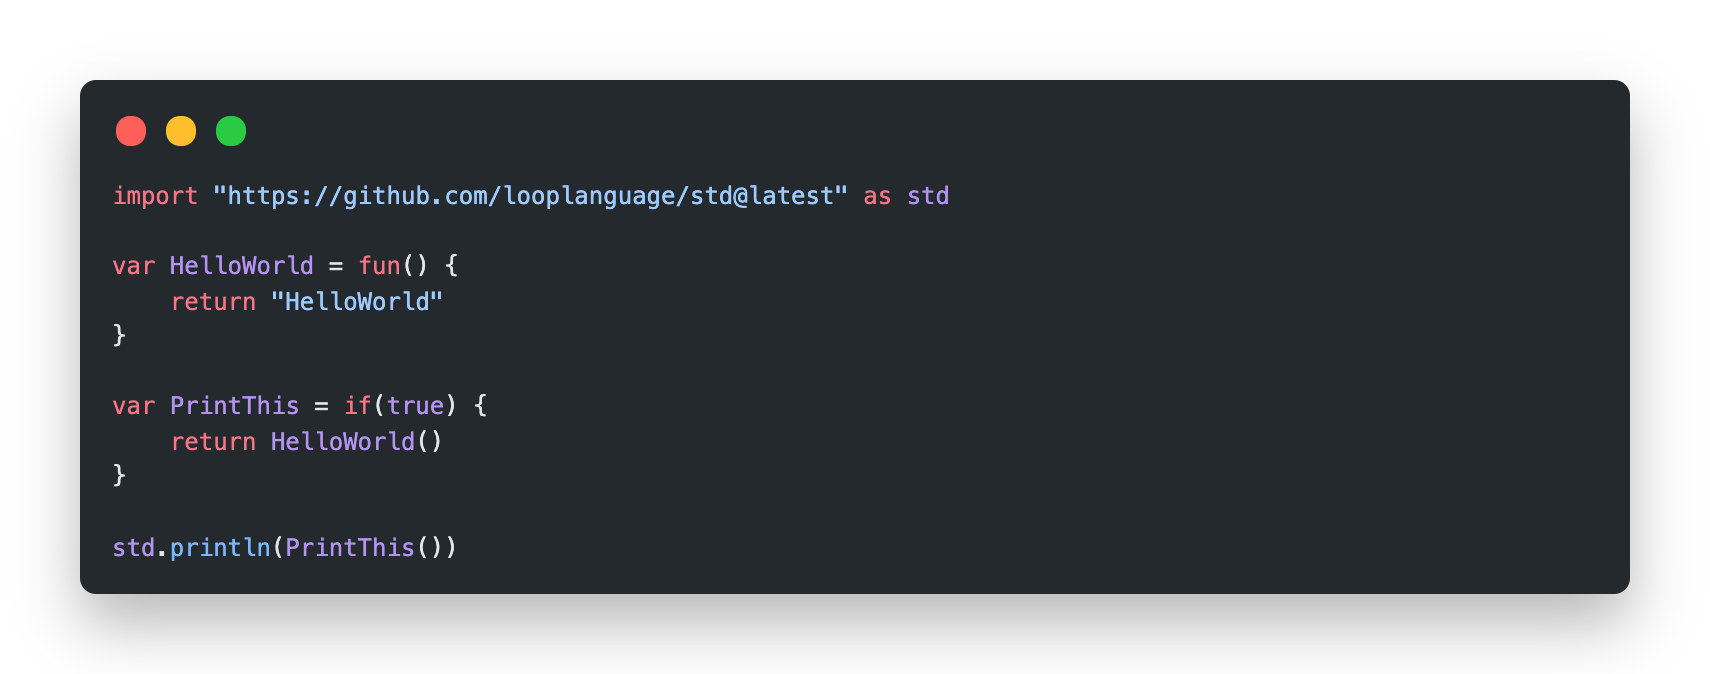 import "https://github.com/looplanguage/std@latest" as std
var HelloWorld = fun() {
    return "HelloWorld"
}
var PrintThis = if(true) {
    return HelloWorld()
}
std.println(PrintThis())